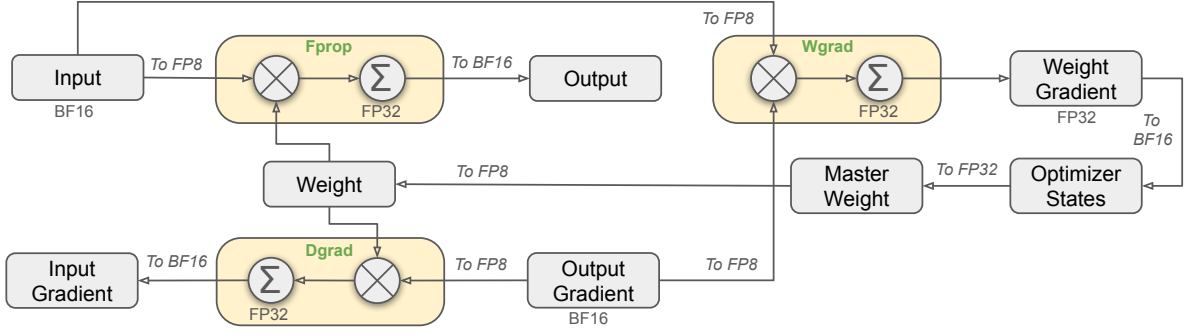 To FP8
Fprop
Wgrad
Input
To FP8
Σ
To BF16
Output
Σ
Weight
Gradient
BF16
FP32
FP32
FP32
To
BF16
Weight
To FP8
Master
Weight
To FP32
Optimizer
States
Dgrad
Input
Gradient
To BF16
Σ
FP32
To FP8
Output
Gradient
BF16
To FP8